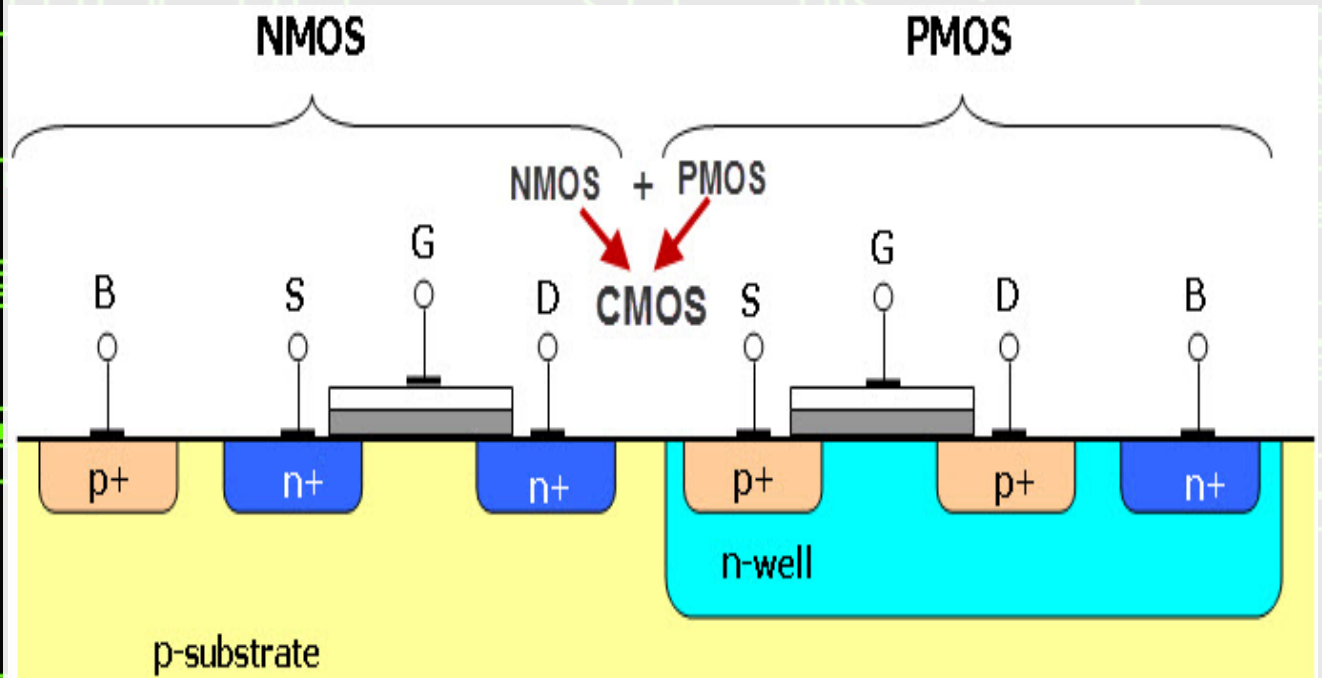 NMOS PMOS
NMOS + PMOS
CMOS
B S G D S G D B
p+ n+ n+ p+ p+ n+
n-well
p-substrate